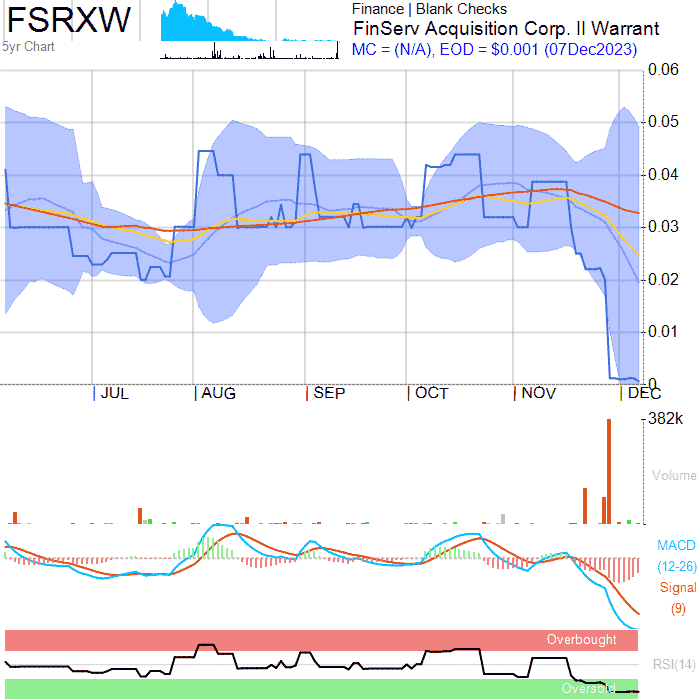 FSRXW
5yr Chart
Finance | Blank Checks
FinServ Acquisition Corp. II Warrant
MC = (N/A), EOD = $0.001 (07Dec2023)
0.06
0.05
0.04
0.03
0.02
0.01
0
JUL AUG SEP OCT NOV DEC
382k
Volume
MACD
(12-26)
Signal
(9)
Overbought
RSI(14)
Oversold